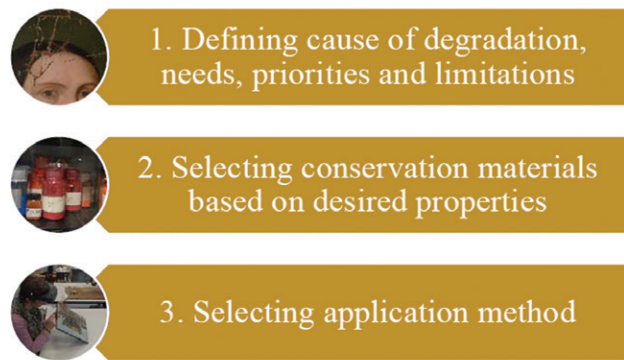 1. Defining cause of degradation,
needs, priorities and limitations
2. Selecting conservation materials
based on desired properties
3. Selecting application method